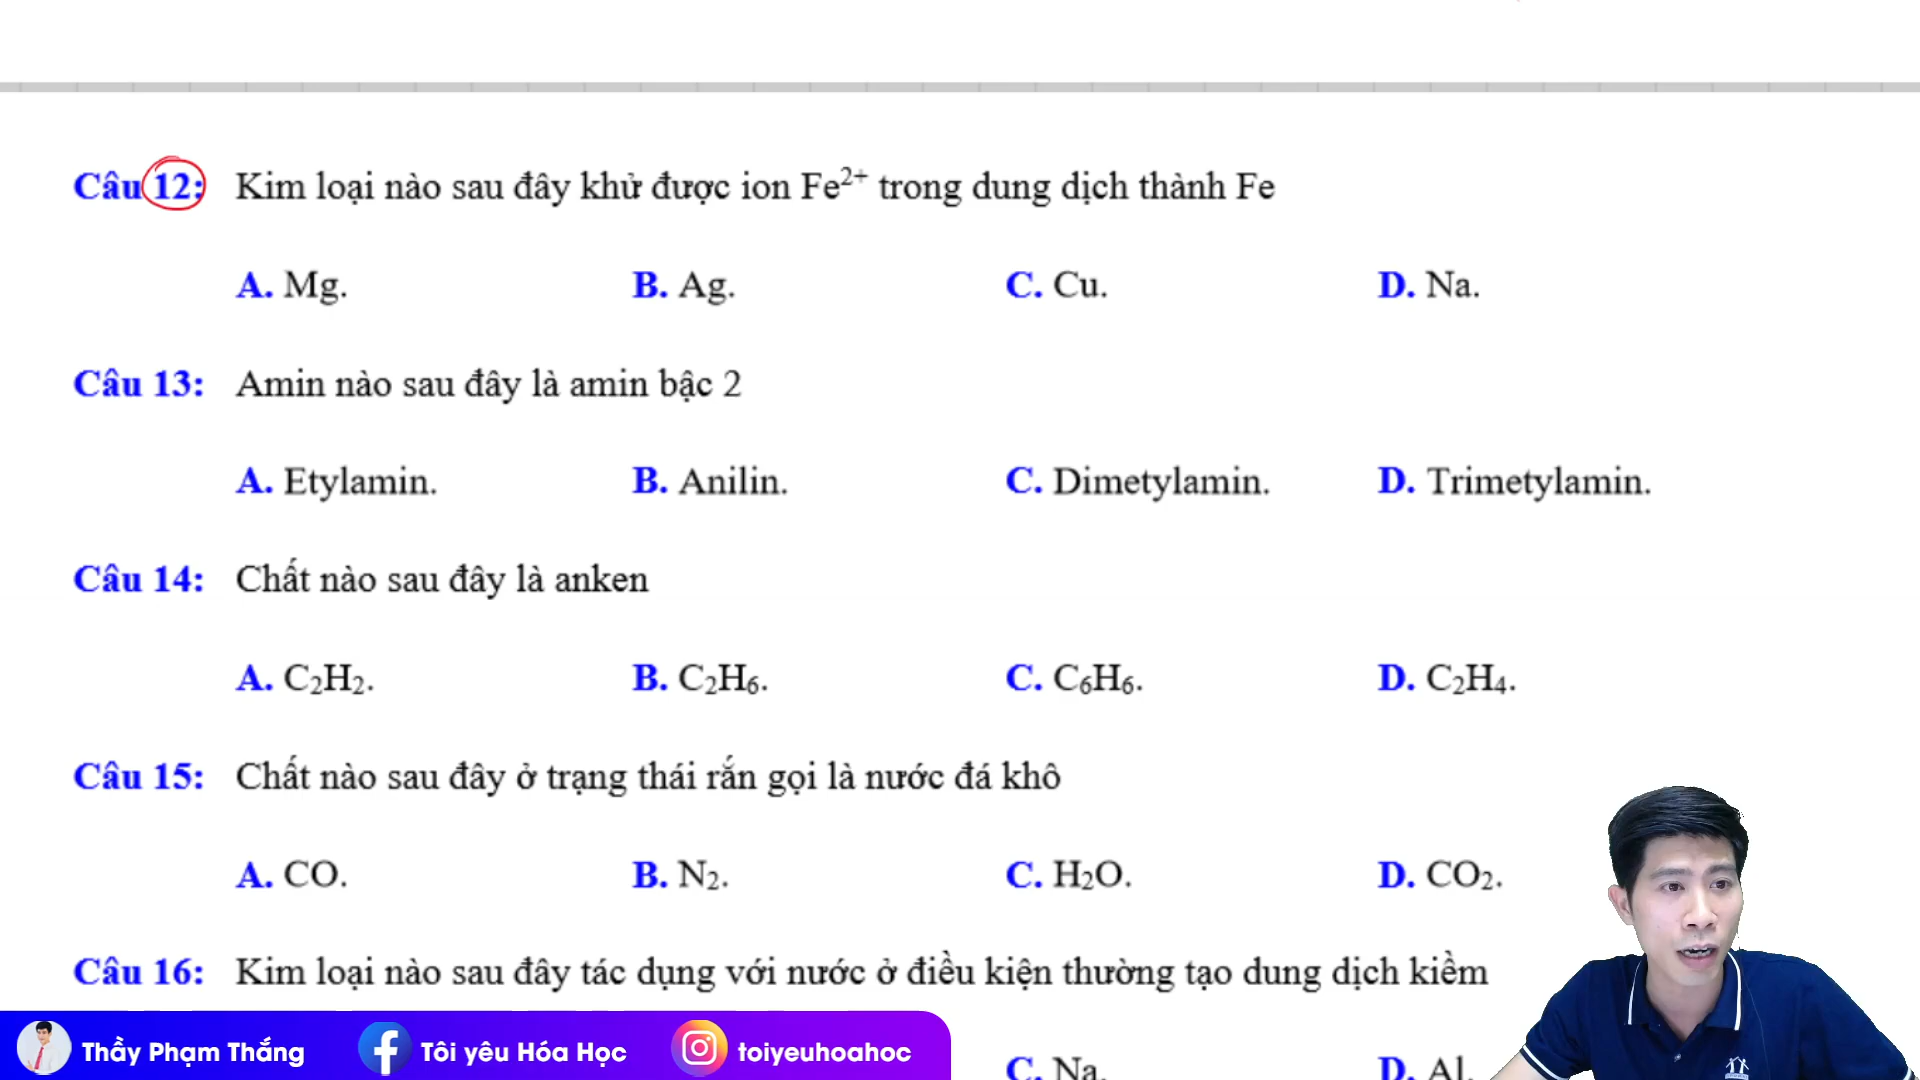 Câu 12: Kim loại nào sau đây khử được ion Fe²⁺ trong dung dịch thành Fe
A. Mg. B. Ag. C. Cu. D. Na.
Câu 13: Amin nào sau đây là amin bậc 2
A. Etylamin. B. Anilin. C. Dimetylamin. D. Trimetylamin.
Câu 14: Chất nào sau đây là anken
A. C₂H₂. B. C₂H₆. C. C₆H₆. D. C₂H₄.
Câu 15: Chất nào sau đây ở trạng thái rắn gọi là nước đá khô
A. CO. B. N₂. C. H₂O. D. CO₂.
Câu 16: Kim loại nào sau đây tác dụng với nước ở điều kiện thường tạo dung dịch kiềm
C. Na. D. Al.
Thầy Phạm Thắng Tôi yêu Hóa Học toiyeuhoahoc